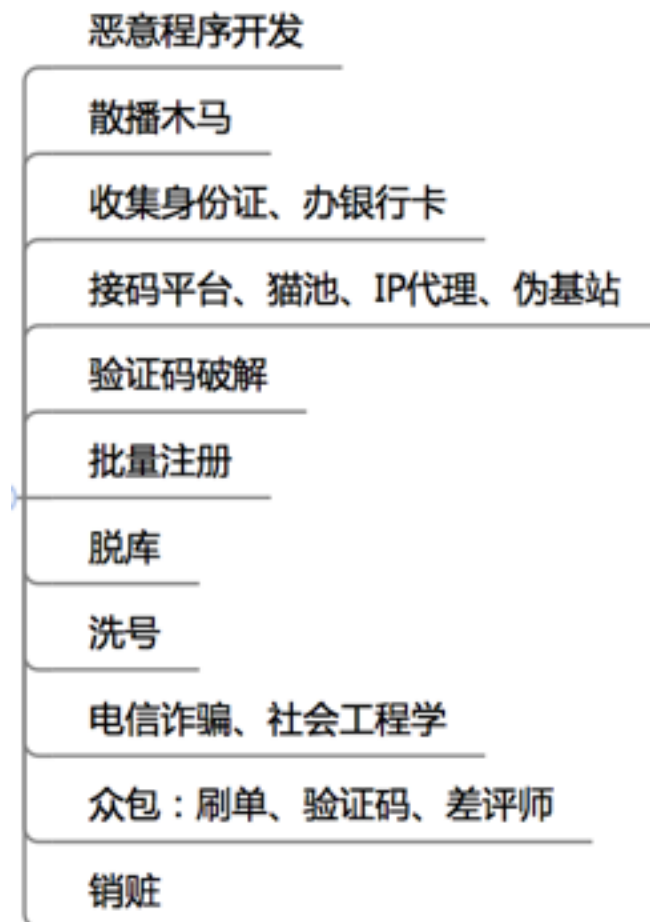 恶意程序开发
散播木马
收集身份证、办银行卡
接码平台、猫池、IP代理、伪基站
验证码破解
批量注册
脱库
洗号
电信诈骗、社会工程学
众包：刷单、验证码、差评师
销赃